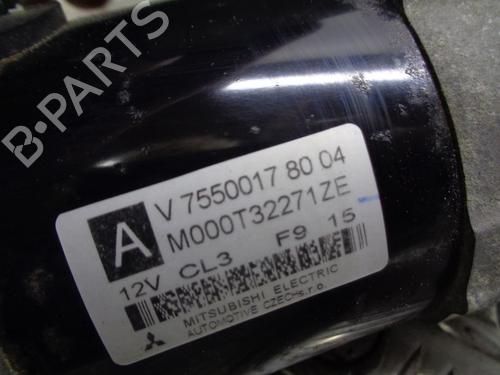 B-PARTS
A
V 7550017 80 04
M000T32271ZE
12V CL3 F9 15
MITSUBISHI ELECTRIC
AUTOMOTIVE CZECH s.r.o.